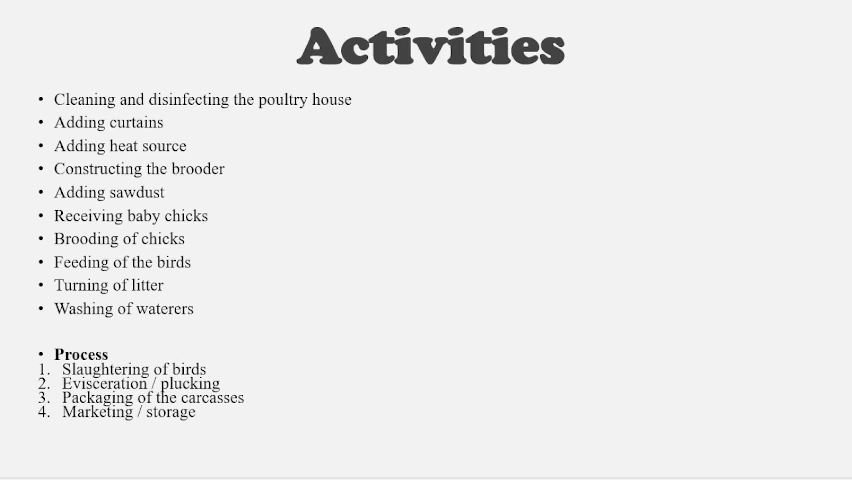 Activities
• Cleaning and disinfecting the poultry house
• Adding curtains
• Adding heat source
• Constructing the brooder
• Adding sawdust
• Receiving baby chicks
• Brooding of chicks
• Feeding of the birds
• Turning of litter
• Washing of waterers
• Process
1. Slaughtering of birds
2. Evisceration / plucking
3. Packaging of the carcasses
4. Marketing / storage